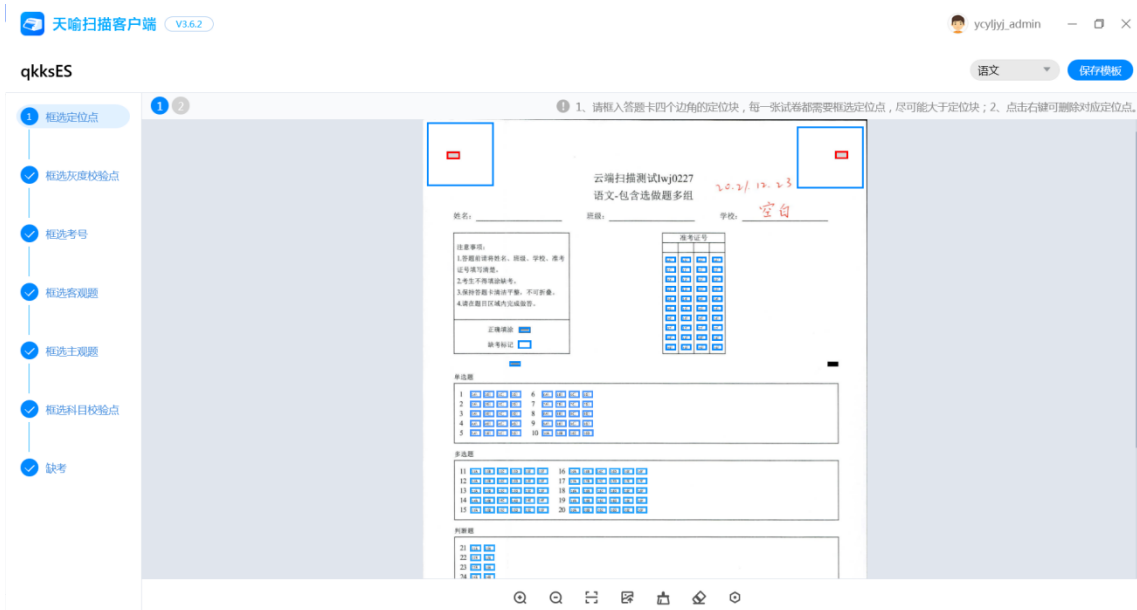 天喻扫描客户端 V3.6.2
ycyljyj_admin
qkksES
语文
保存模板
1 框选定位点
框选灰度校验点
框选考号
框选客观题
框选主观题
框选科目校验点
缺考
1 2
1、请框入答题卡四个边角的定位块，每一张试卷都需要框选定位点，尽可能大于定位块；2、点击右键可删除对应定位点。
云端扫描测试lwj0227
语文-包含选做题多组
2021.12.23
空白
姓名： 班级： 学校：
注意事项：
1.答题前请将姓名、班级、学校、准考
证号填写清楚。
2.考生不得填涂缺考。
3.保持答题卡清洁平整，不可折叠。
4.请在题目区域内完成做答。
正确填涂
缺考标记
准考证号
单选题
1 6
2 7
3 8
4 9
5 10
多选题
11 16
12 17
13 18
14 19
15 20
判断题
21
22
23
24